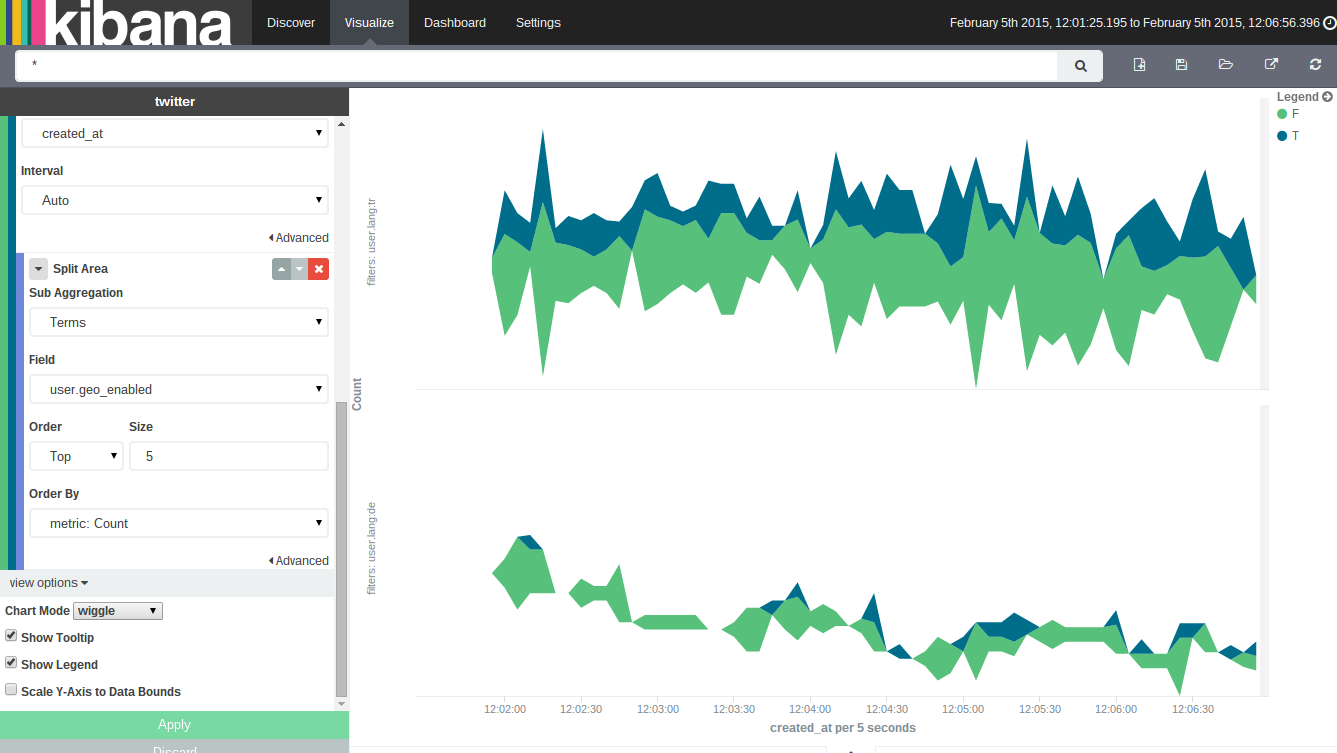 kibana Discover Visualize Dashboard Settings February 5th 2015, 12:01:25.195 to February 5th 2015, 12:06:56.396
*
twitter
created_at
Interval
Auto
Advanced
Split Area
Sub Aggregation
Terms
Field
user.geo_enabled
Order Size
Top 5
Order By
metric: Count
Advanced
view options
Chart Mode wiggle
Show Tooltip
Show Legend
Scale Y-Axis to Data Bounds
Apply
Discard
Legend
F
T
Count
filters: user.lang:tr
filters: user.lang:de
12:02:00 12:02:30 12:03:00 12:03:30 12:04:00 12:04:30 12:05:00 12:05:30 12:06:00 12:06:30
created_at per 5 seconds